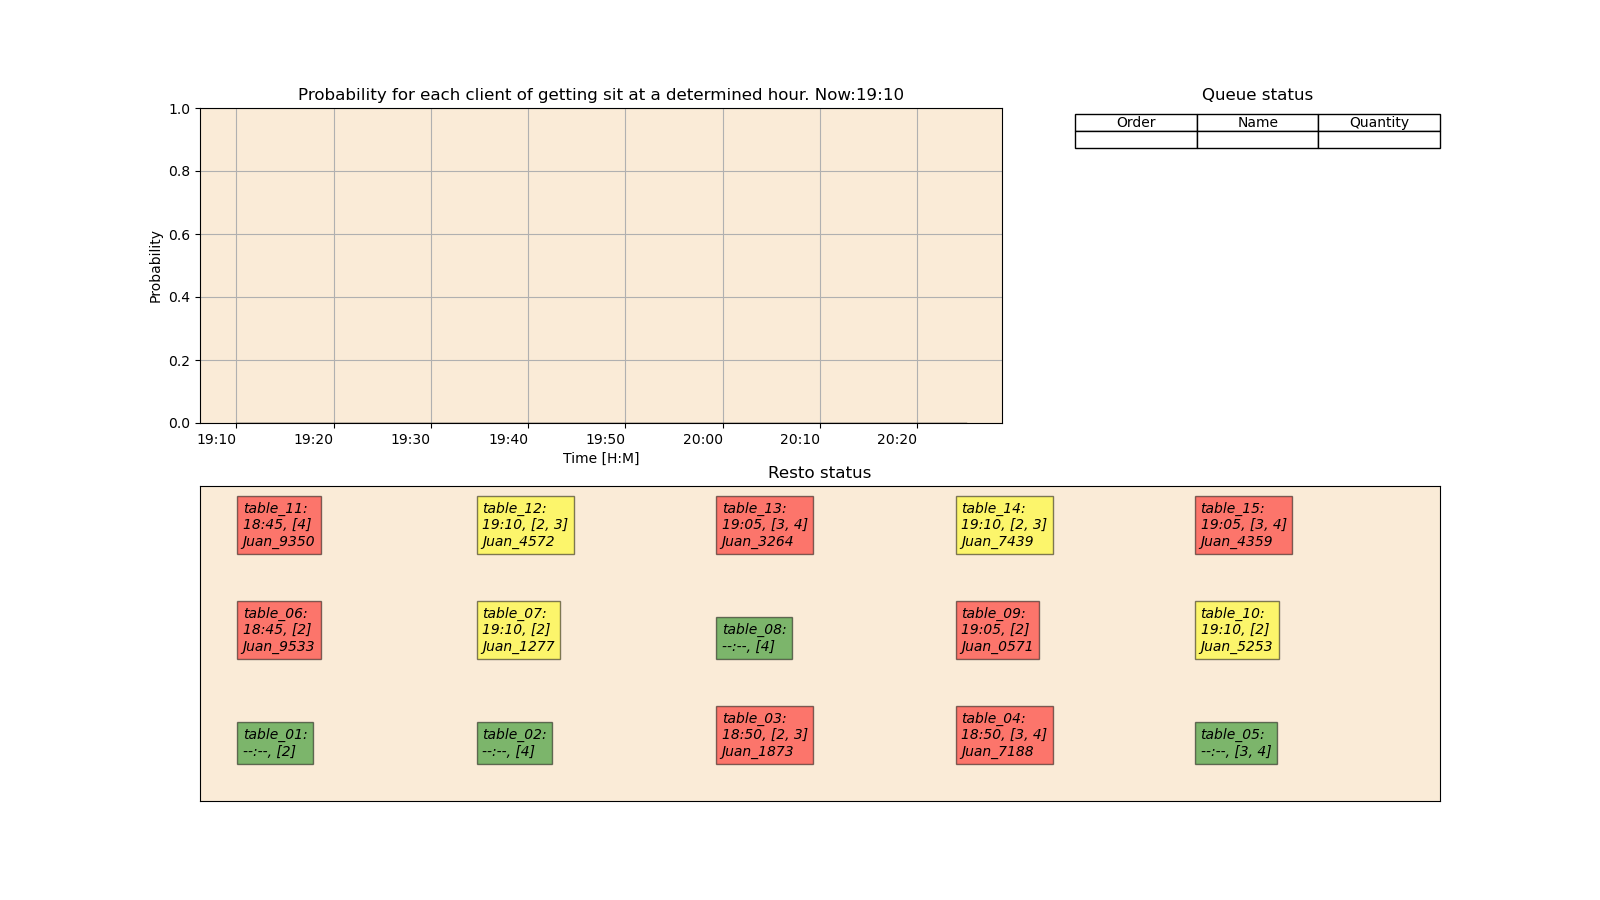 Probability for each client of getting sit at a determined hour. Now:19:10
1.0
0.8
0.6
0.4
0.2
0.0
Probability
19:10 19:20 19:30 19:40 19:50 20:00 20:10 20:20
Time [H:M]
Queue status
Order Name Quantity
Resto status
table_11:
18:45, [4]
Juan_9350
table_12:
19:10, [2, 3]
Juan_4572
table_13:
19:05, [3, 4]
Juan_3264
table_14:
19:10, [2, 3]
Juan_7439
table_15:
19:05, [3, 4]
Juan_4359
table_06:
18:45, [2]
Juan_9533
table_07:
19:10, [2]
Juan_1277
table_08:
--:--, [4]
table_09:
19:05, [2]
Juan_0571
table_10:
19:10, [2]
Juan_5253
table_01:
--:--, [2]
table_02:
--:--, [4]
table_03:
18:50, [2, 3]
Juan_1873
table_04:
18:50, [3, 4]
Juan_7188
table_05:
--:--, [3, 4]